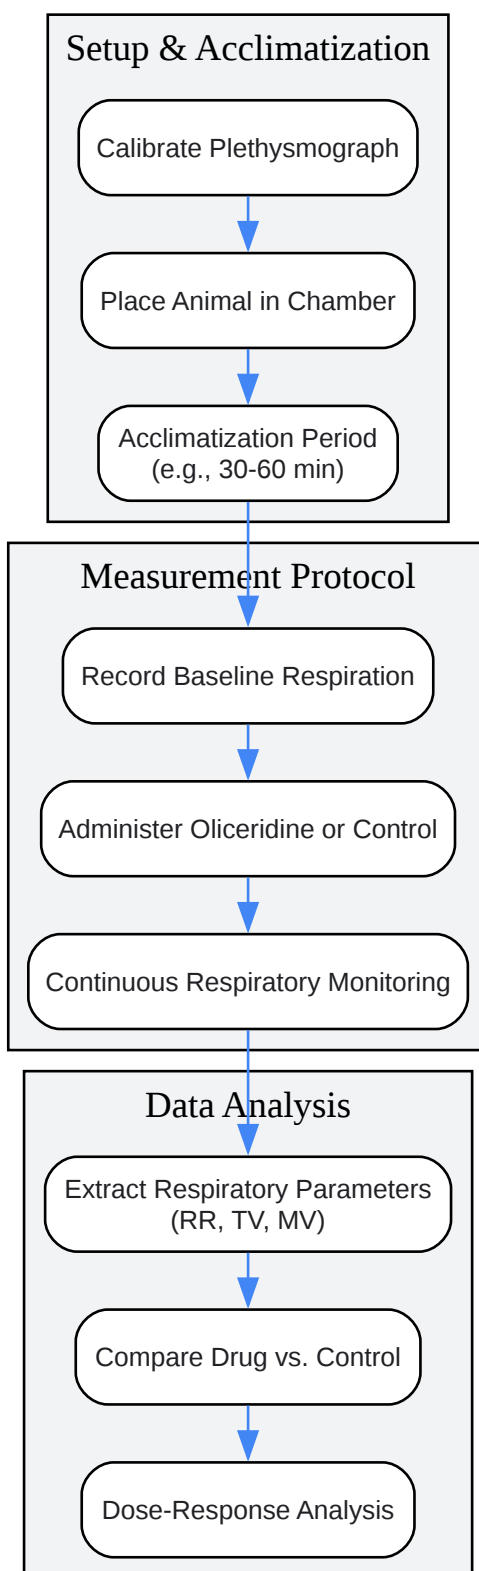 Setup & Acclimatization
Calibrate Plethysmograph
Place Animal in Chamber
Acclimatization Period
(e.g., 30-60 min)
Measurement Protocol
Record Baseline Respiration
Administer Oliceridine or Control
Continuous Respiratory Monitoring
Data Analysis
Extract Respiratory Parameters
(RR, TV, MV)
Compare Drug vs. Control
Dose-Response Analysis